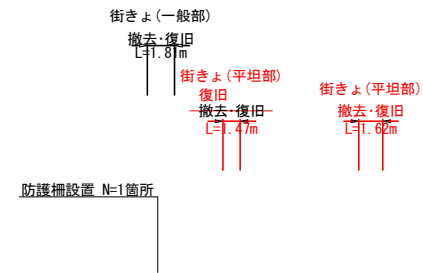 街きょ(一般部)
撤去・復旧
L=1.81m
街きょ(平坦部)
復旧
撤去・復旧
L=1.47m
街きょ(平坦部)
撤去・復旧
L=1.62m
防護柵設置 N=1箇所